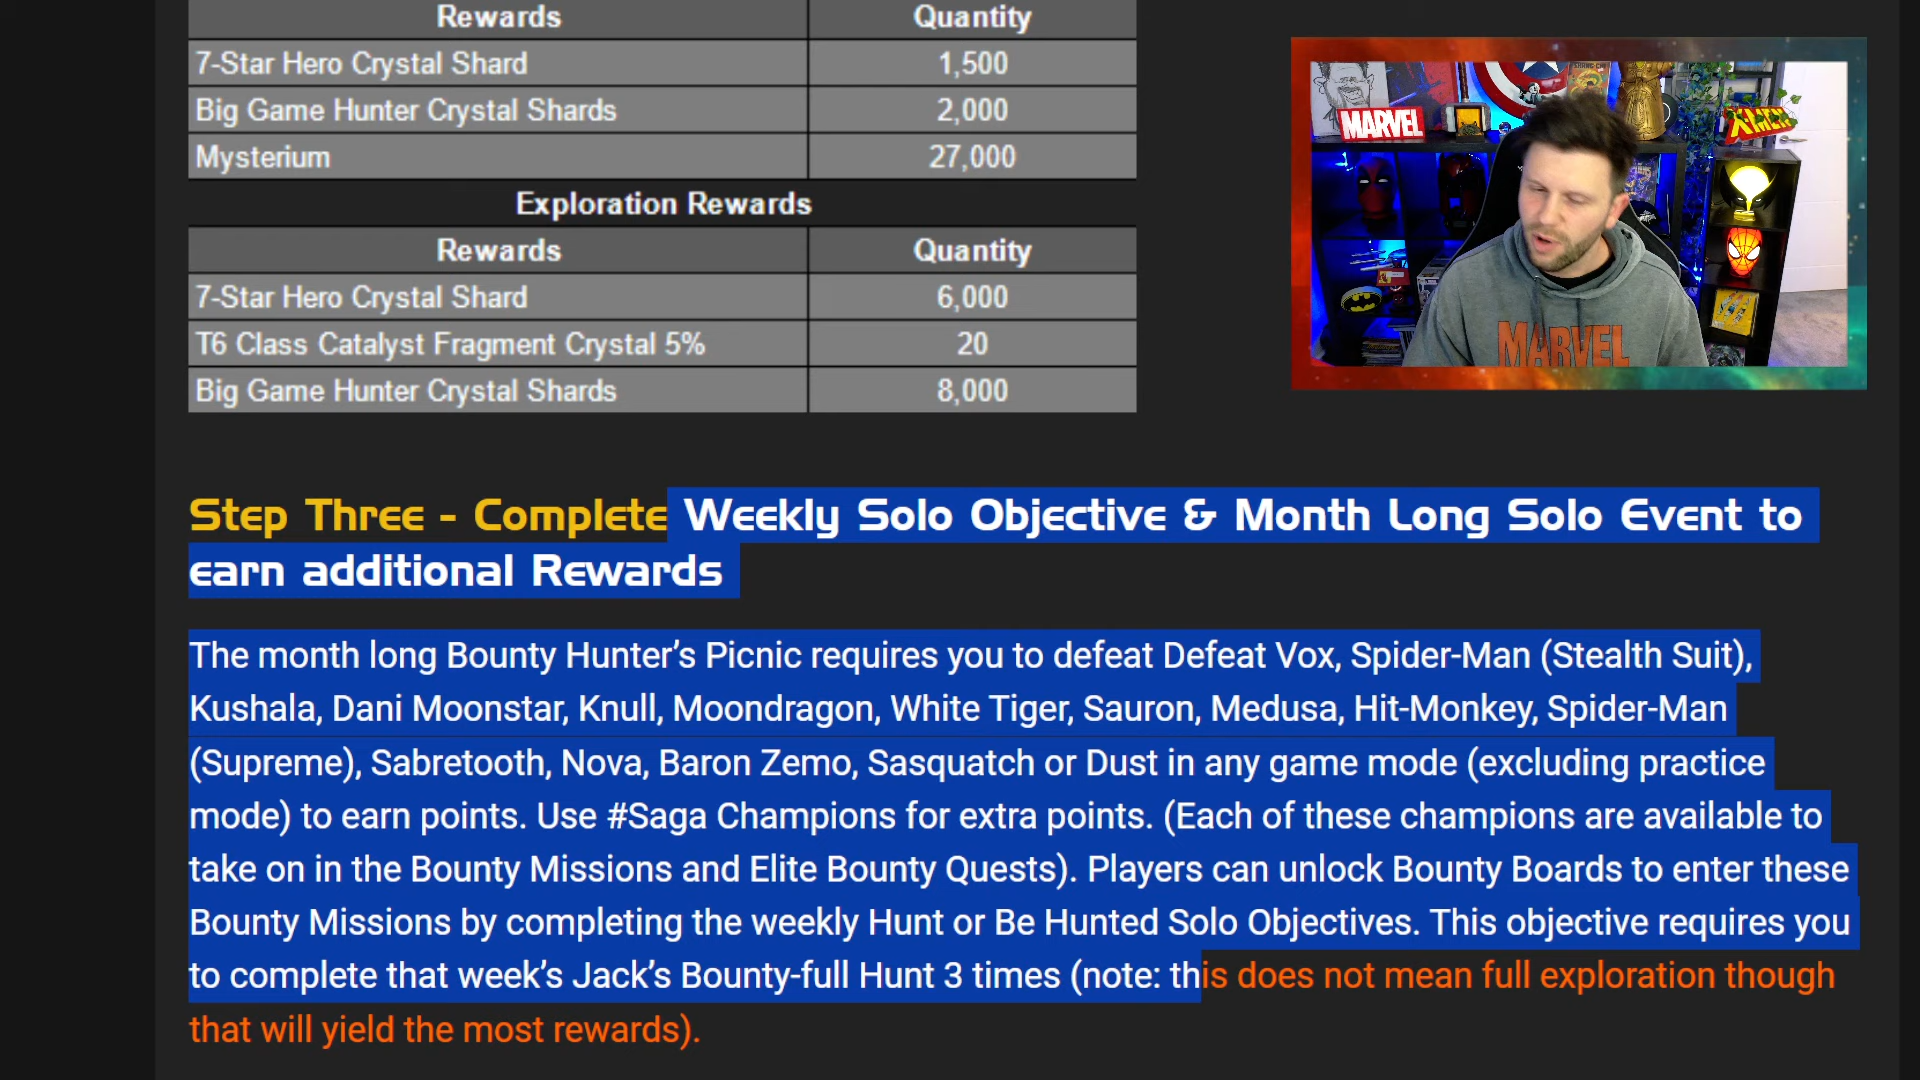 Rewards Quantity
7-Star Hero Crystal Shard 1,500
Big Game Hunter Crystal Shards 2,000
Mysterium 27,000
Exploration Rewards
Rewards Quantity
7-Star Hero Crystal Shard 6,000
T6 Class Catalyst Fragment Crystal 5% 20
Big Game Hunter Crystal Shards 8,000
MARVEL
X-MEN
MARVEL
Step Three - Complete Weekly Solo Objective & Month Long Solo Event to
earn additional Rewards
The month long Bounty Hunter’s Picnic requires you to defeat Defeat Vox, Spider-Man (Stealth Suit),
Kushala, Dani Moonstar, Knull, Moondragon, White Tiger, Sauron, Medusa, Hit-Monkey, Spider-Man
(Supreme), Sabretooth, Nova, Baron Zemo, Sasquatch or Dust in any game mode (excluding practice
mode) to earn points. Use #Saga Champions for extra points. (Each of these champions are available to
take on in the Bounty Missions and Elite Bounty Quests). Players can unlock Bounty Boards to enter these
Bounty Missions by completing the weekly Hunt or Be Hunted Solo Objectives. This objective requires you
to complete that week’s Jack’s Bounty-full Hunt 3 times (note: this does not mean full exploration though
that will yield the most rewards).